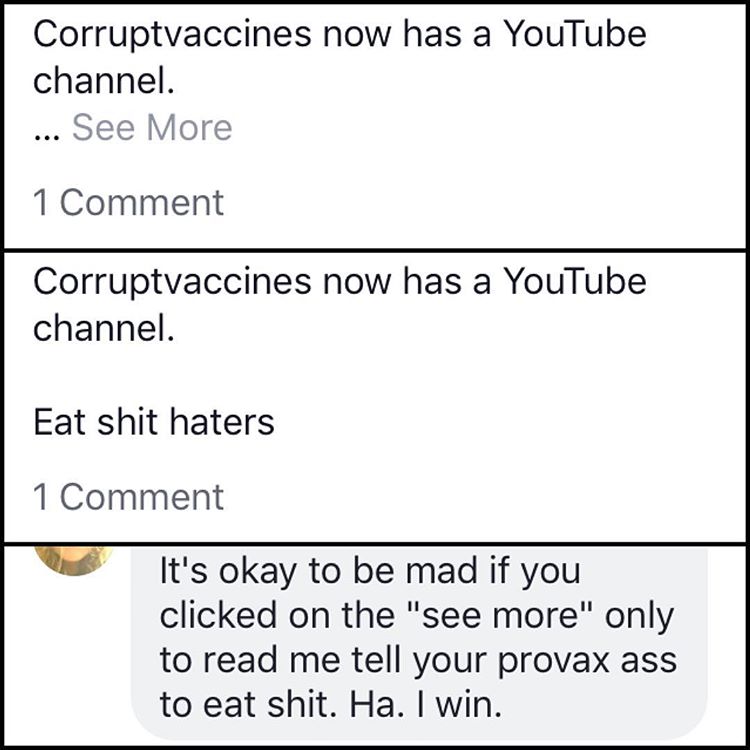 Corruptvaccines now has a YouTube
channel.
... See More
1 Comment
Corruptvaccines now has a YouTube
channel.
Eat shit haters
1 Comment
It's okay to be mad if you
clicked on the "see more" only
to read me tell your provax ass
to eat shit. Ha. I win.